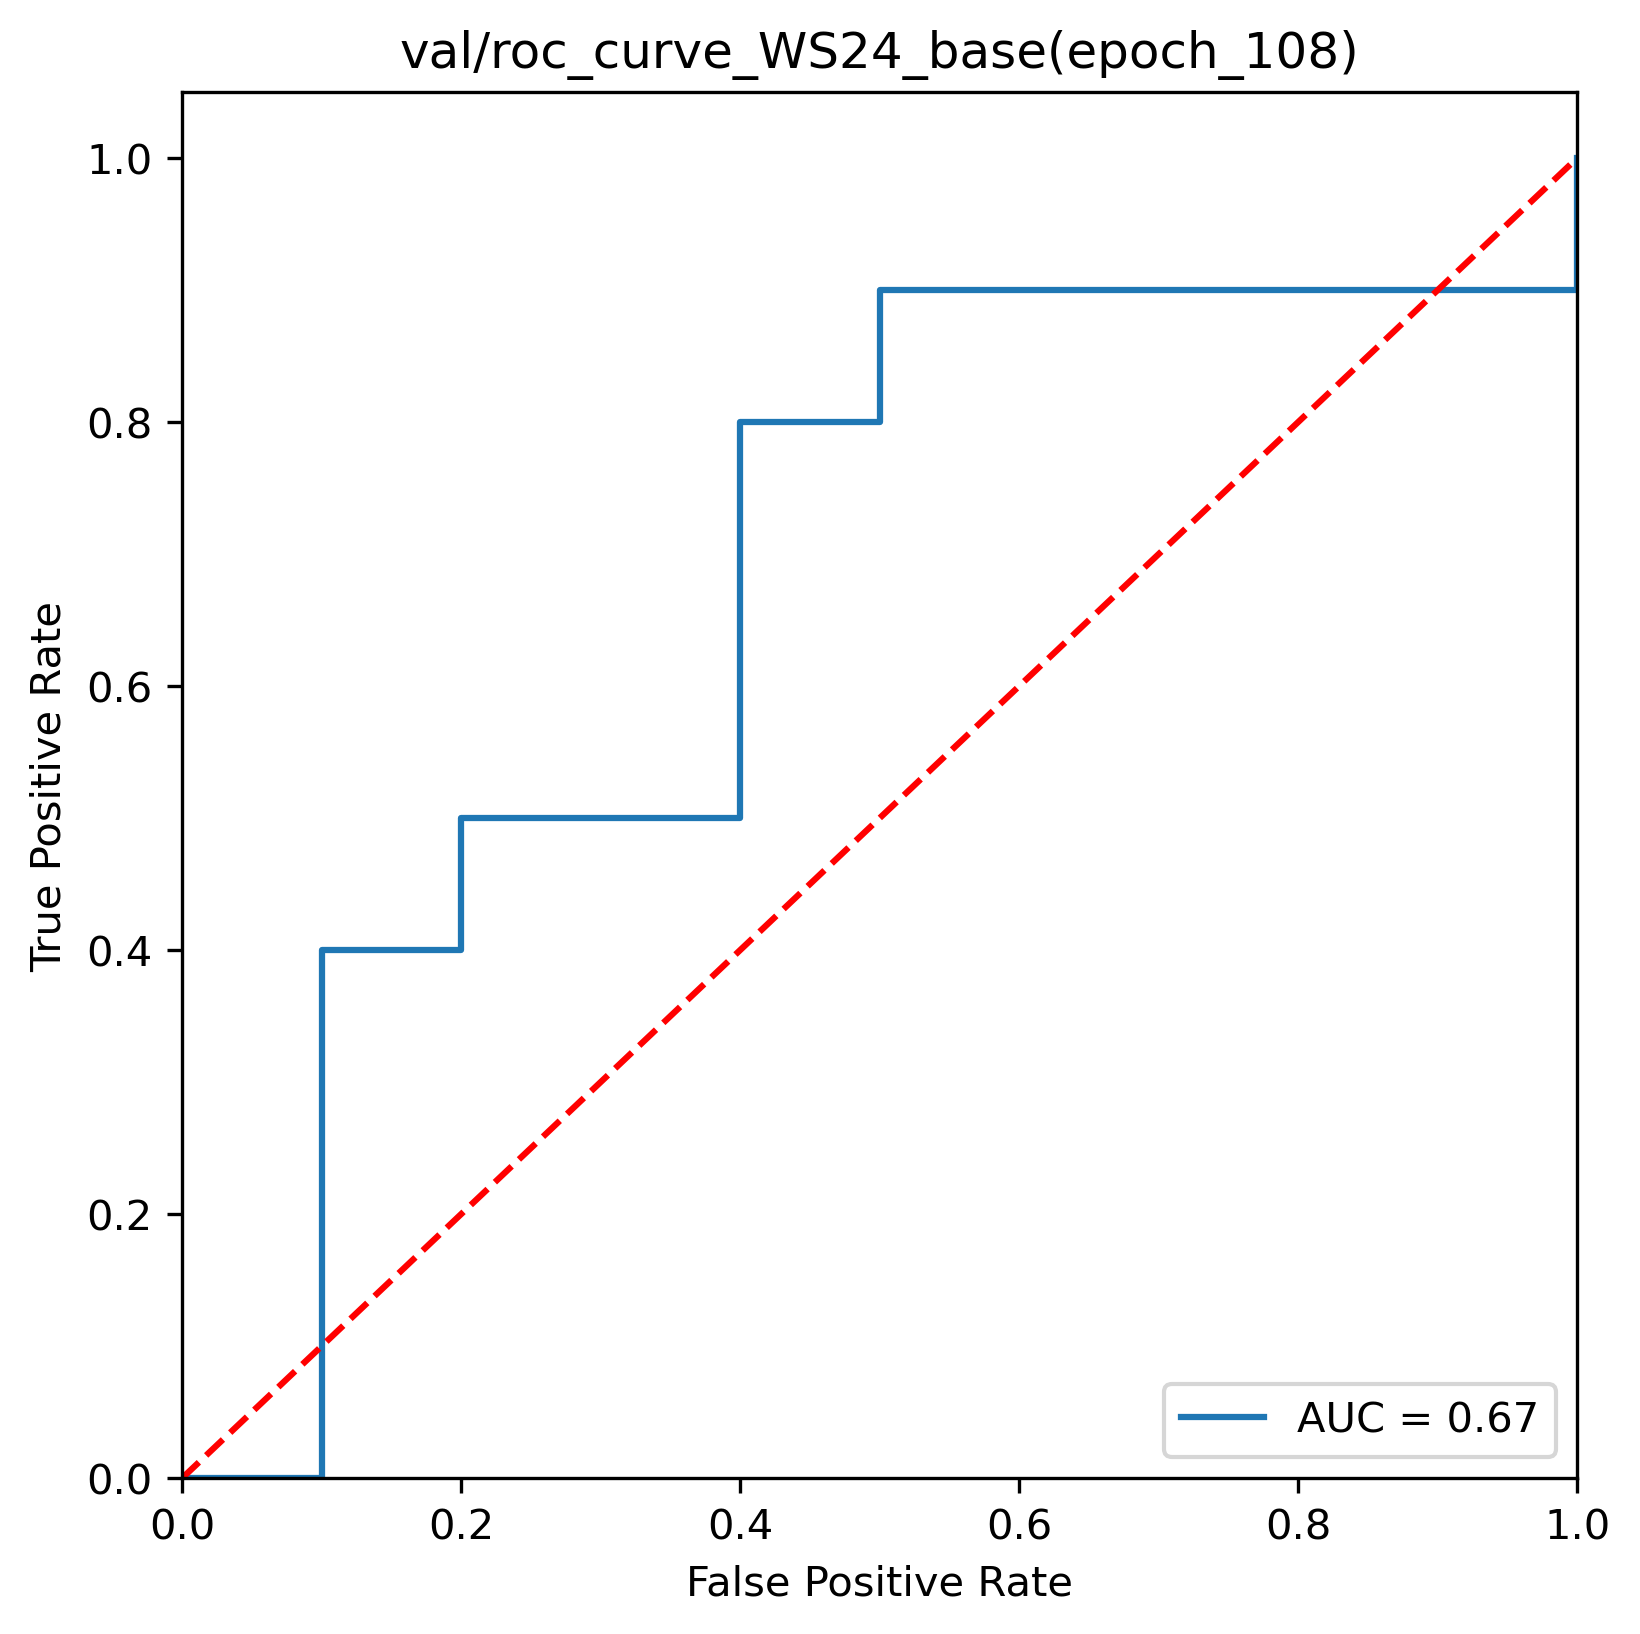 val/roc_curve_WS24_base(epoch_108)
1.0
0.8
0.6
0.4
0.2
0.0
True Positive Rate
AUC = 0.67
0.0 0.2 0.4 0.6 0.8 1.0
False Positive Rate